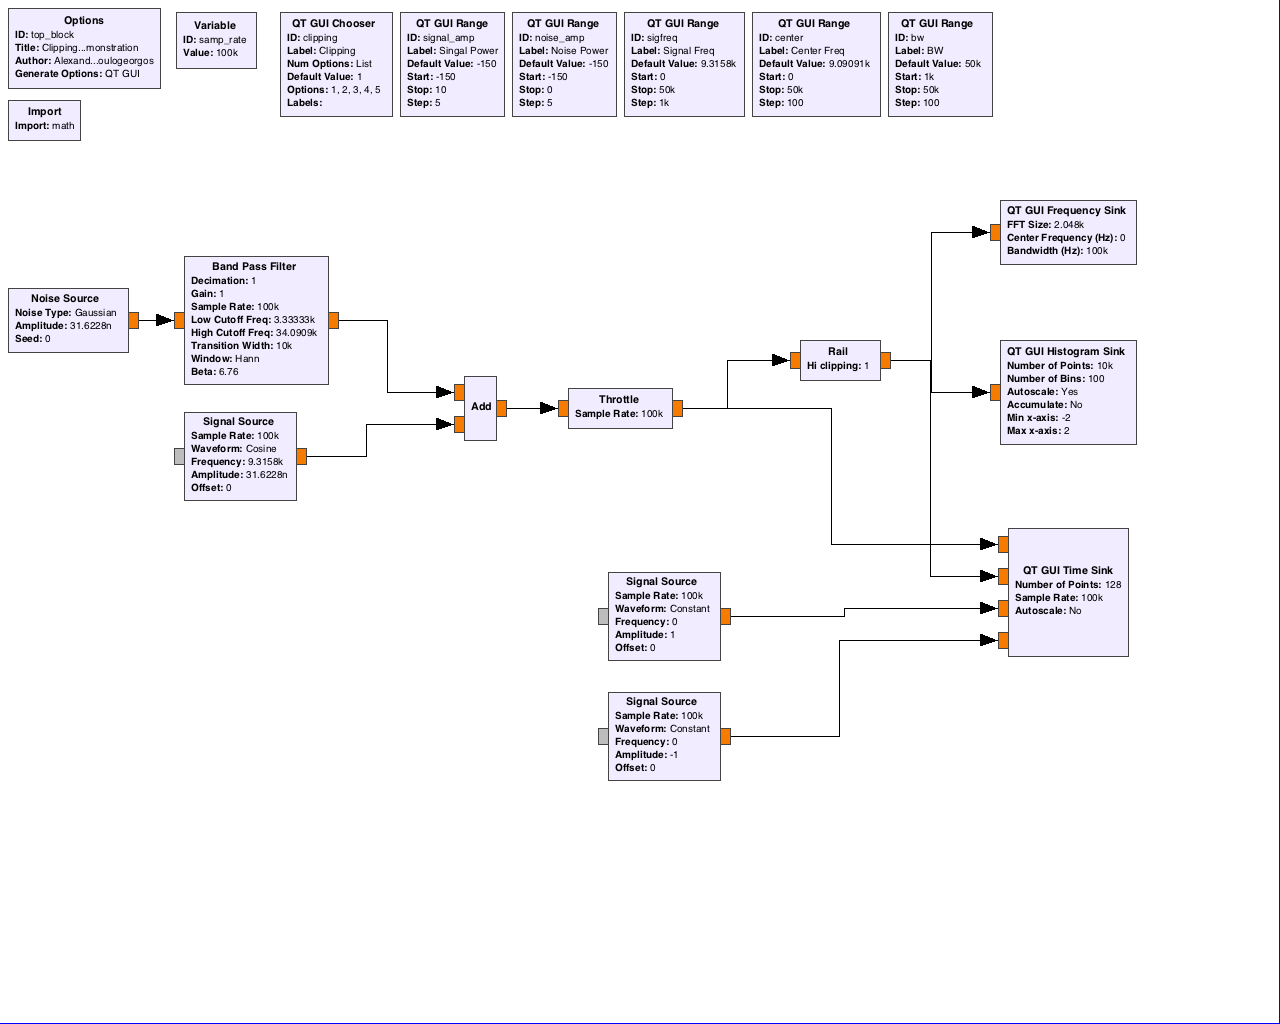 Options
ID: top_block
Title: Clipping...monstration
Author: Alexand...oulogeorgos
Generate Options: QT GUI
Variable
ID: samp_rate
Value: 100k
QT GUI Chooser
ID: clipping
Label: Clipping
Num Options: List
Default Value: 1
Options: 1, 2, 3, 4, 5
Labels:
QT GUI Range
ID: signal_amp
Label: Singal Power
Default Value: -150
Start: -150
Stop: 10
Step: 5
QT GUI Range
ID: noise_amp
Label: Noise Power
Default Value: -150
Start: -150
Stop: 0
Step: 5
QT GUI Range
ID: sigfreq
Label: Signal Freq
Default Value: 9.3158k
Start: 0
Stop: 50k
Step: 1k
QT GUI Range
ID: center
Label: Center Freq
Default Value: 9.09091k
Start: 0
Stop: 50k
Step: 100
QT GUI Range
ID: bw
Label: BW
Default Value: 50k
Start: 1k
Stop: 50k
Step: 100
Import
Import: math
Noise Source
Noise Type: Gaussian
Amplitude: 31.6228n
Seed: 0
Band Pass Filter
Decimation: 1
Gain: 1
Sample Rate: 100k
Low Cutoff Freq: 3.33333k
High Cutoff Freq: 34.0909k
Transition Width: 10k
Window: Hann
Beta: 6.76
Signal Source
Sample Rate: 100k
Waveform: Cosine
Frequency: 9.3158k
Amplitude: 31.6228n
Offset: 0
Add
Throttle
Sample Rate: 100k
Rail
Hi clipping: 1
QT GUI Frequency Sink
FFT Size: 2.048k
Center Frequency (Hz): 0
Bandwidth (Hz): 100k
QT GUI Histogram Sink
Number of Points: 10k
Number of Bins: 100
Autoscale: Yes
Accumulate: No
Min x-axis: -2
Max x-axis: 2
QT GUI Time Sink
Number of Points: 128
Sample Rate: 100k
Autoscale: No
Signal Source
Sample Rate: 100k
Waveform: Constant
Frequency: 0
Amplitude: 1
Offset: 0
Signal Source
Sample Rate: 100k
Waveform: Constant
Frequency: 0
Amplitude: -1
Offset: 0